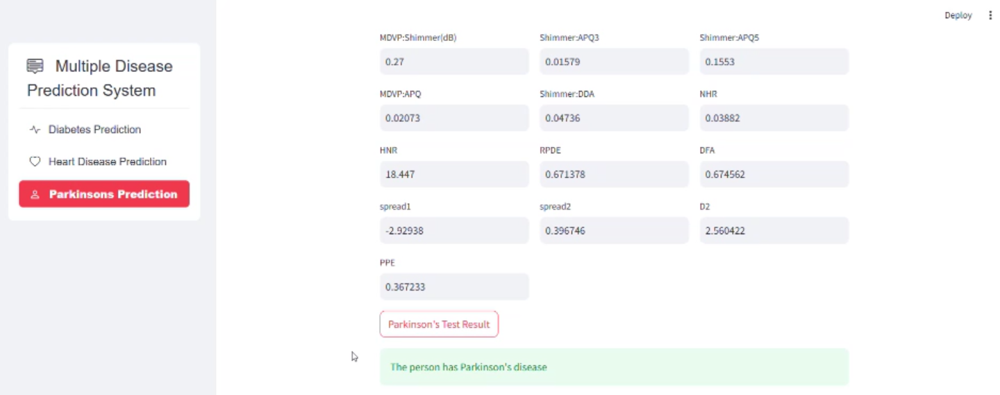 Deploy
Multiple Disease
Prediction System
Diabetes Prediction
Heart Disease Prediction
Parkinsons Prediction
MDVP:Shimmer(dB) Shimmer:APQ3 Shimmer:APQ5
0.27 0.01579 0.1553
MDVP:APQ Shimmer:DDA NHR
0.02073 0.04736 0.03882
HNR RPDE DFA
18.447 0.671378 0.674562
spread1 spread2 D2
-2.92938 0.396746 2.560422
PPE
0.367233
Parkinson's Test Result
The person has Parkinson's disease